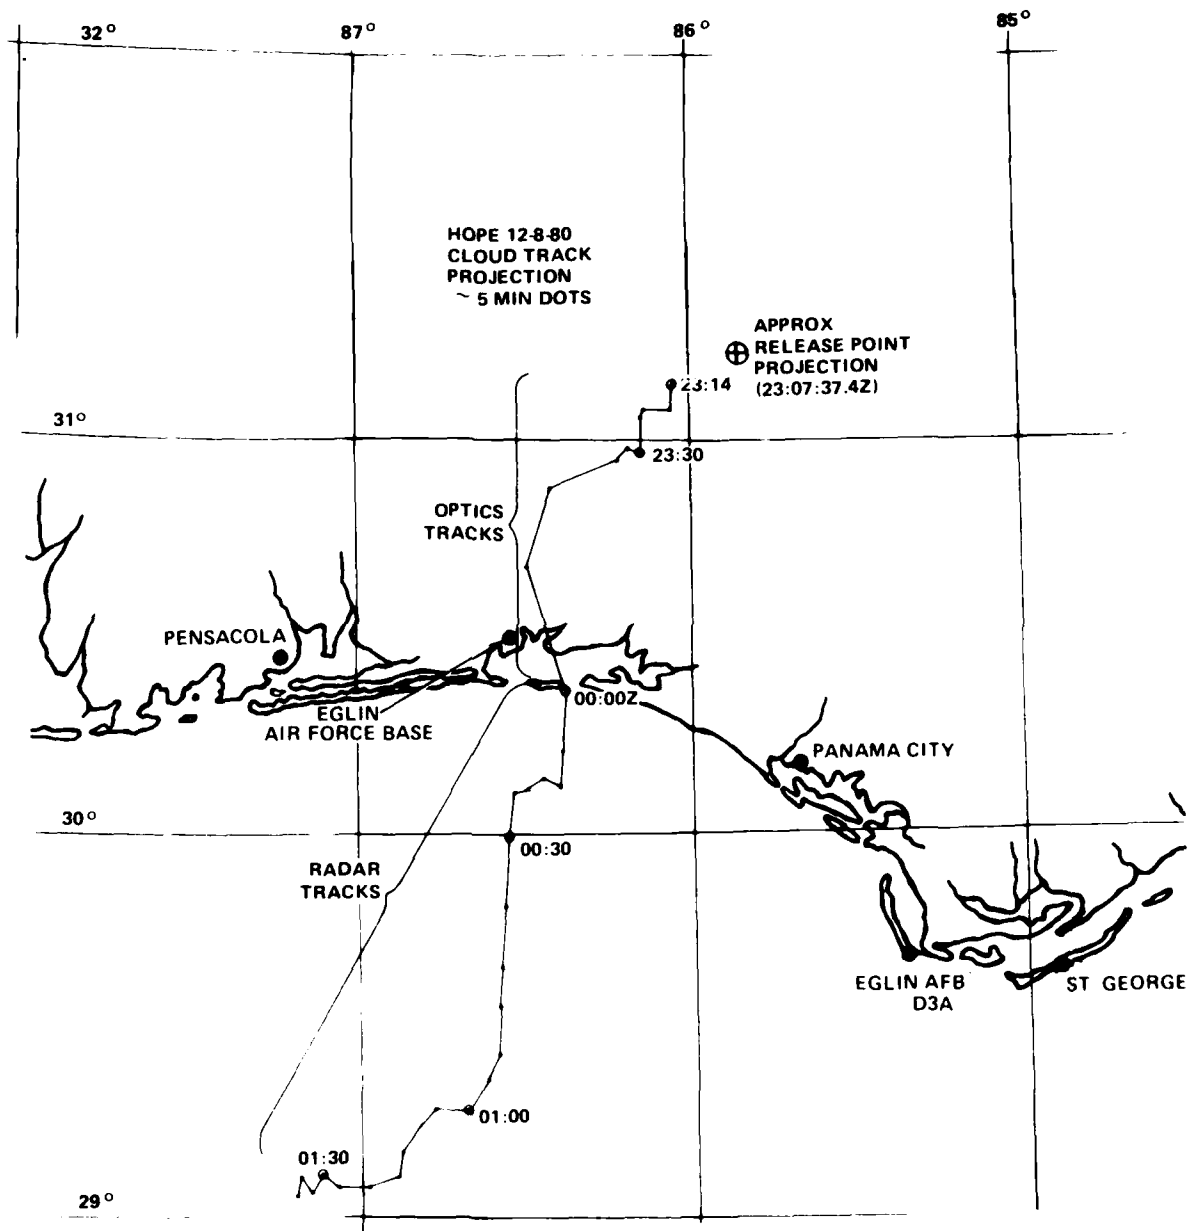 32°
87°
86°
85°
HOPE 12-8-80
CLOUD TRACK
PROJECTION
~ 5 MIN DOTS
APPROX
RELEASE POINT
PROJECTION
(23:07:37.4Z)
23:14
31°
23:30
OPTICS
TRACKS
PENSACOLA
00:00Z
EGLIN
AIR FORCE BASE
PANAMA CITY
30°
00:30
RADAR
TRACKS
EGLIN AFB
D3A
ST GEORGE
01:00
01:30
29°